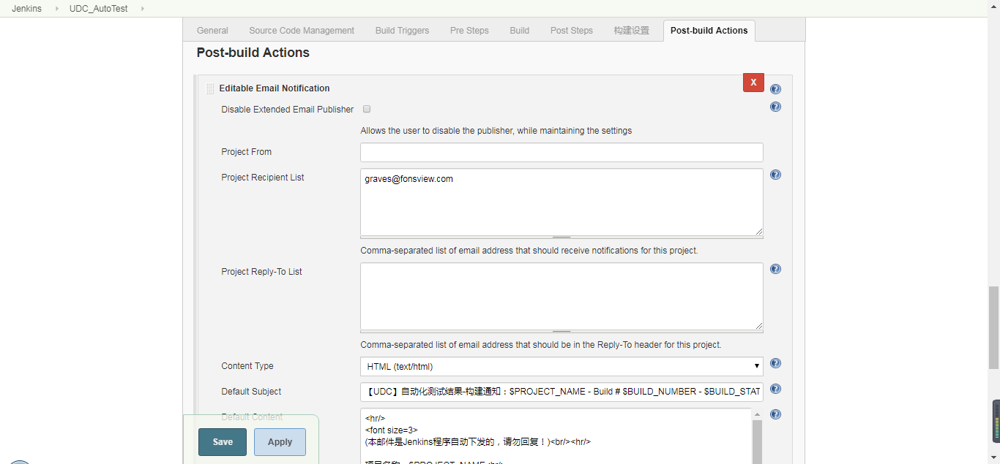 Jenkins UDC_AutoTest
General Source Code Management Build Triggers Pre Steps Build Post Steps 构建设置 Post-build Actions
Post-build Actions
Editable Email Notification
X
Disable Extended Email Publisher
Allows the user to disable the publisher, while maintaining the settings
Project From
Project Recipient List
graves@fonsview.com
Comma-separated list of email address that should receive notifications for this project.
Project Reply-To List
Comma-separated list of email address that should be in the Reply-To header for this project.
Content Type
HTML (text/html)
Default Subject
【UDC】自动化测试结果-构建通知：$PROJECT_NAME - Build # $BUILD_NUMBER - $BUILD_STAT
Default Content
<hr/>
<font size=3>
(本邮件是Jenkins程序自动下发的，请勿回复！)<br/><hr/>
项目名称：$PROJECT_NAME<br/>
Save Apply